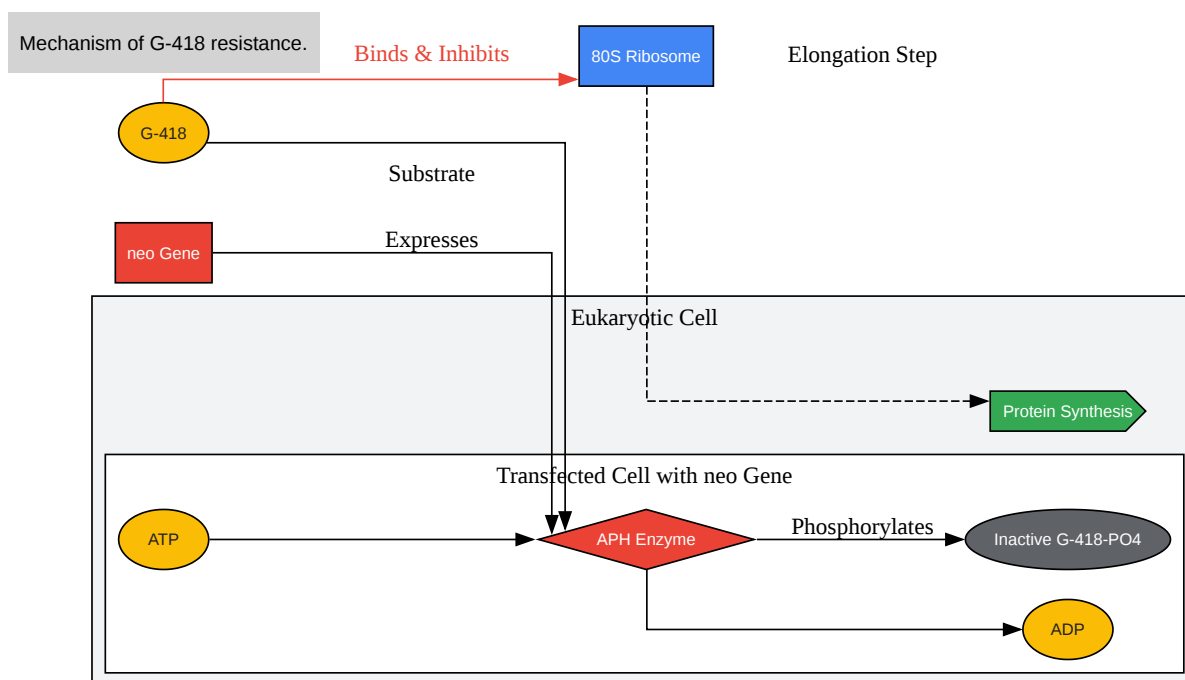 Mechanism of G-418 resistance.
Binds & Inhibits
80S Ribosome
Elongation Step
G-418
Substrate
neo Gene
Expresses
Eukaryotic Cell
Protein Synthesis
Transfected Cell with neo Gene
ATP
APH Enzyme
Phosphorylates
Inactive G-418-PO4
ADP